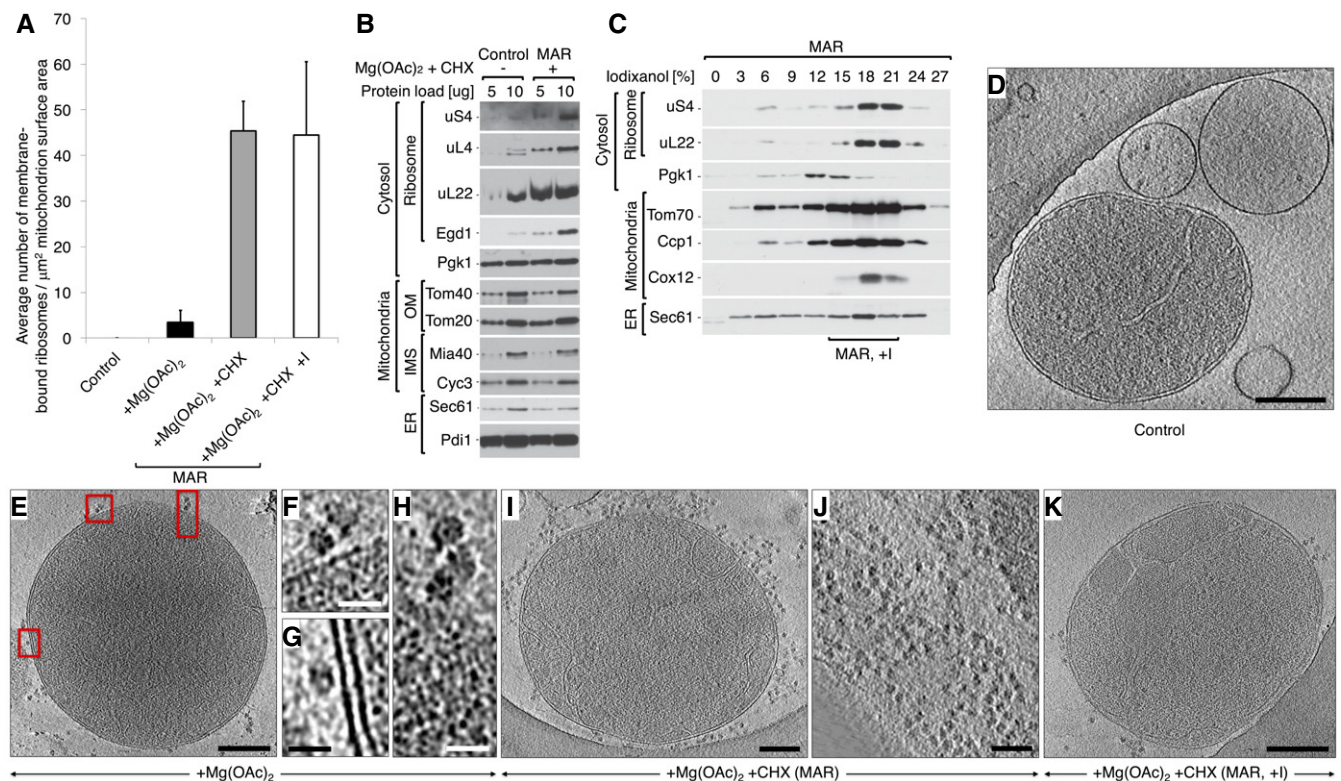 A
Average number of membrane-
bound ribosomes / µm² mitochondrion surface area
70
60
50
40
30
20
10
0
Control
+Mg(OAc)₂
+Mg(OAc)₂ +CHX
+Mg(OAc)₂ +CHX +I
MAR
B
Control MAR
Mg(OAc)₂ + CHX - +
Protein load [ug] 5 10 5 10
Cytosol
Ribosome
uS4
uL4
uL22
Egd1
Pgk1
Mitochondria
OM
Tom40
Tom20
IMS
Mia40
Cyc3
ER
Sec61
Pdi1
C
MAR
Iodixanol [%] 0 3 6 9 12 15 18 21 24 27
Cytosol
Ribosome
uS4
uL22
Pgk1
Mitochondria
Tom70
Ccp1
Cox12
ER
Sec61
MAR, +I
D
Control
E
F
G
H
I
J
K
+Mg(OAc)₂
+Mg(OAc)₂ +CHX (MAR)
+Mg(OAc)₂ +CHX (MAR, +I)